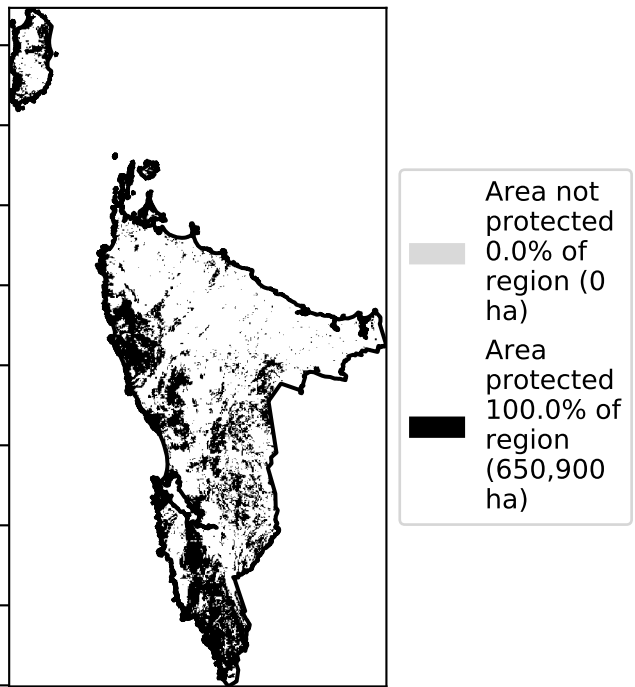 Area not
protected
0.0% of
region (0
ha)
Area
protected
100.0% of
region
(650,900
ha)